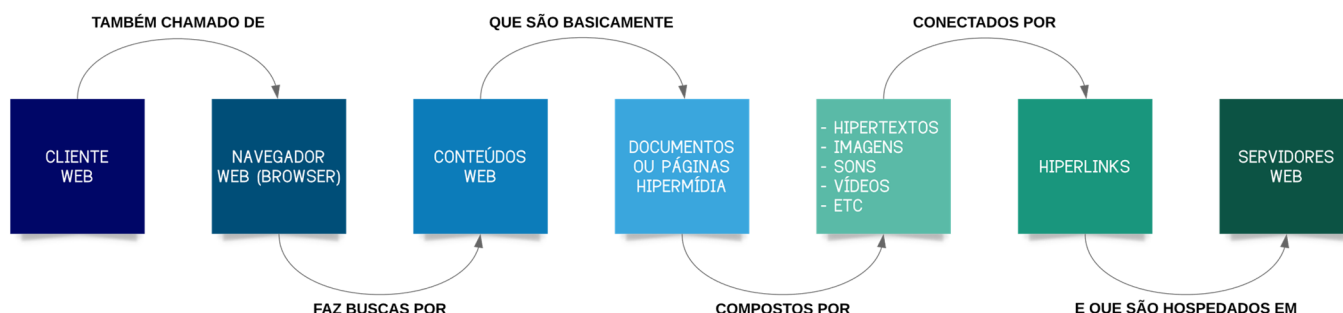 TAMBÉM CHAMADO DE
QUE SÃO BASICAMENTE
CONECTADOS POR
CLIENTE
WEB
NAVEGADOR
WEB (BROWSER)
CONTEÚDOS
WEB
DOCUMENTOS
OU PÁGINAS
HIPERMÍDIA
- HIPERTEXTOS
- IMAGENS
- SONS
- VÍDEOS
- ETC
HIPERLINKS
SERVIDORES
WEB
FAZ BUSCAS POR
COMPOSTOS POR
E QUE SÃO HOSPEDADOS EM